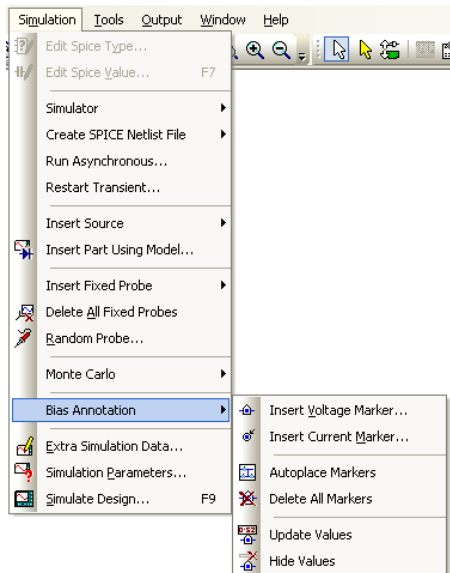 Simulation Tools Output Window Help
Edit Spice Type...
Edit Spice Value... F7
Simulator
Create SPICE Netlist File
Run Asynchronous...
Restart Transient...
Insert Source
Insert Part Using Model...
Insert Fixed Probe
Delete All Fixed Probes
Random Probe...
Monte Carlo
Bias Annotation
Extra Simulation Data...
Simulation Parameters...
Simulate Design... F9
Insert Voltage Marker...
Insert Current Marker...
Autoplace Markers
Delete All Markers
Update Values
Hide Values